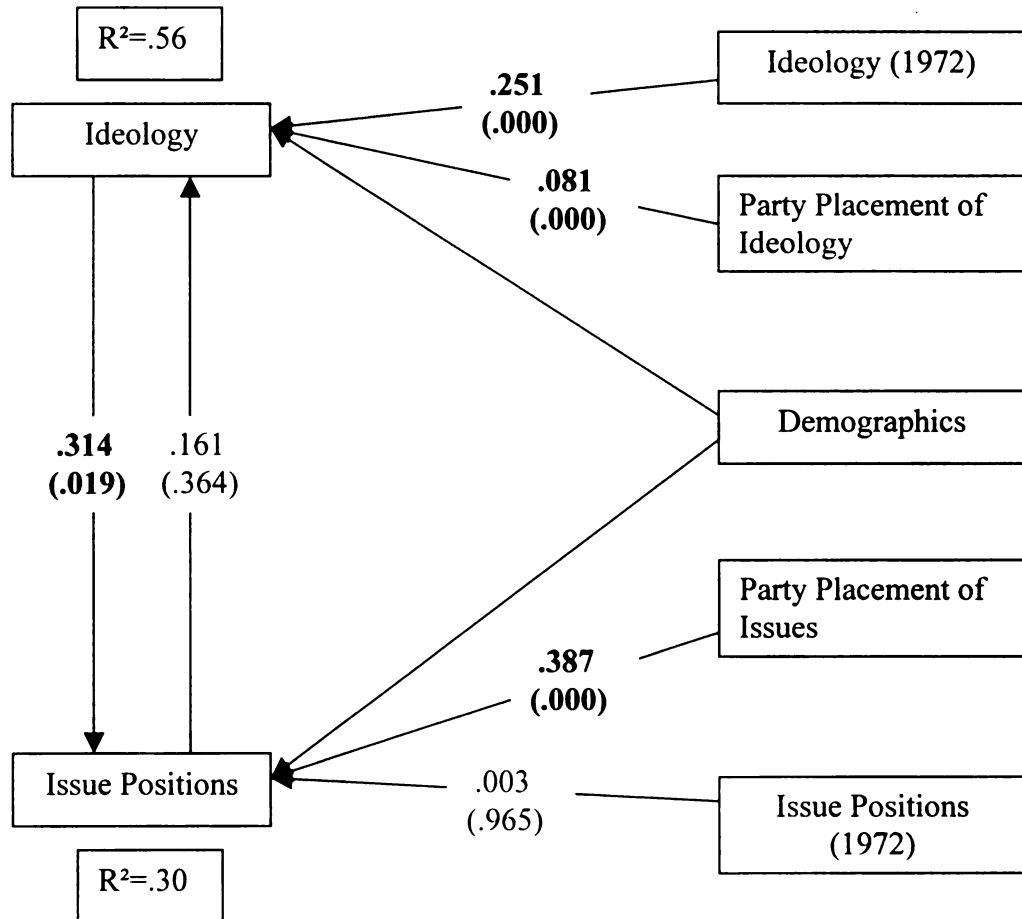 R²=.56
Ideology
.251
(.000)
Ideology (1972)
.081
(.000)
Party Placement of
Ideology
.314
(.019)
.161
(.364)
Demographics
Party Placement of
Issues
.387
(.000)
Issue Positions
.003
(.965)
Issue Positions
(1972)
R²=.30